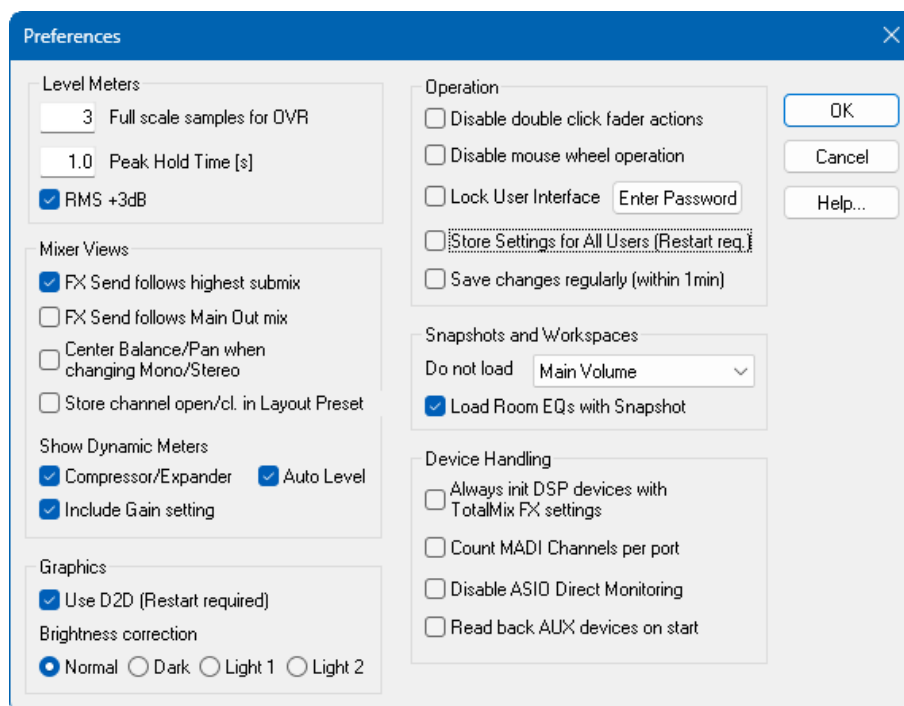 Preferences
Level Meters
3 Full scale samples for OVR
1.0 Peak Hold Time [s]
RMS +3dB
Mixer Views
FX Send follows highest submix
FX Send follows Main Out mix
Center Balance/Pan when
changing Mono/Stereo
Store channel open/cl. in Layout Preset
Show Dynamic Meters
Compressor/Expander Auto Level
Include Gain setting
Graphics
Use D2D (Restart required)
Brightness correction
Normal Dark Light 1 Light 2
Operation
Disable double click fader actions
Disable mouse wheel operation
Lock User Interface Enter Password
Store Settings for All Users (Restart req.)
Save changes regularly (within 1min)
Snapshots and Workspaces
Do not load Main Volume
Load Room EQs with Snapshot
Device Handling
Always init DSP devices with
TotalMix FX settings
Count MADI Channels per port
Disable ASIO Direct Monitoring
Read back AUX devices on start
OK
Cancel
Help...